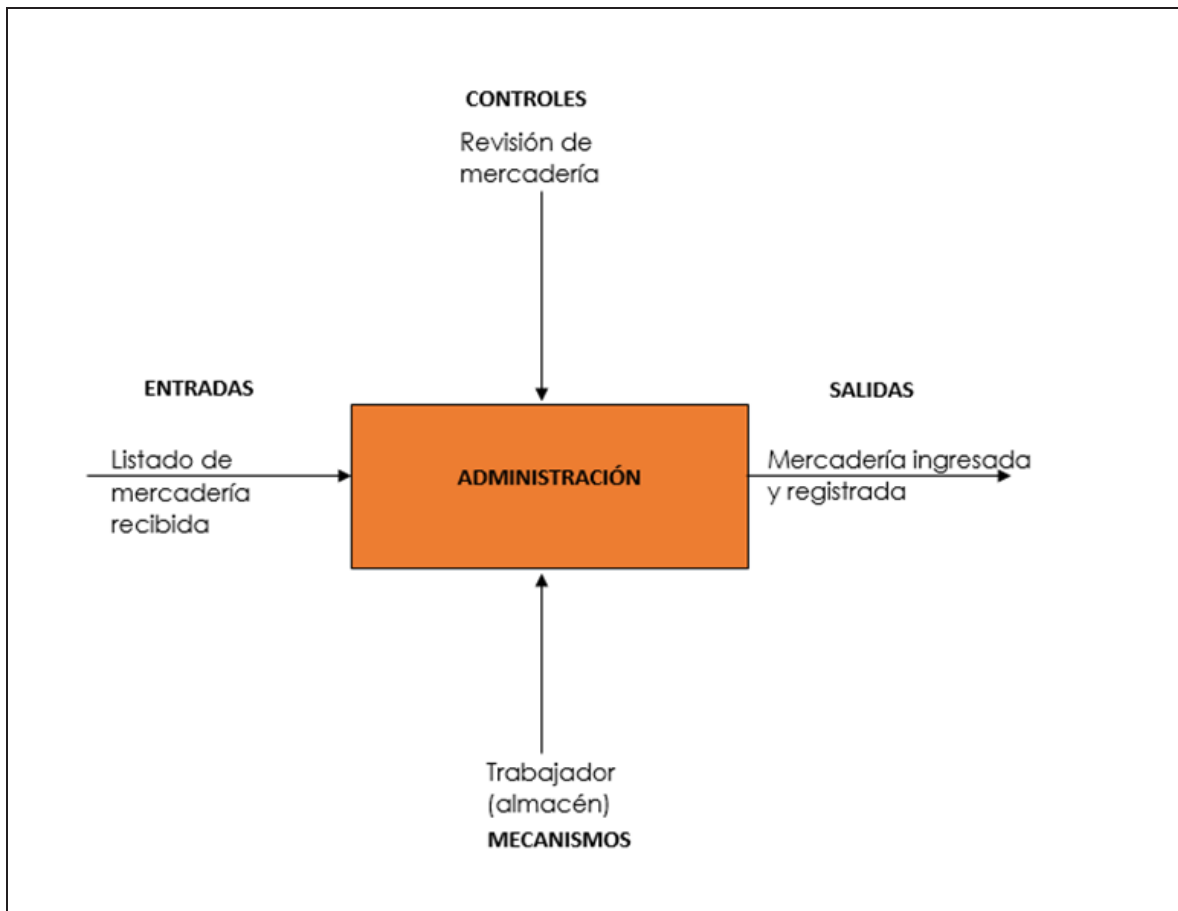 CONTROLES
Revisión de
mercadería
ENTRADAS
Listado de
mercadería
recibida
ADMINISTRACIÓN
SALIDAS
Mercadería ingresada
y registrada
Trabajador
(almacén)
MECANISMOS